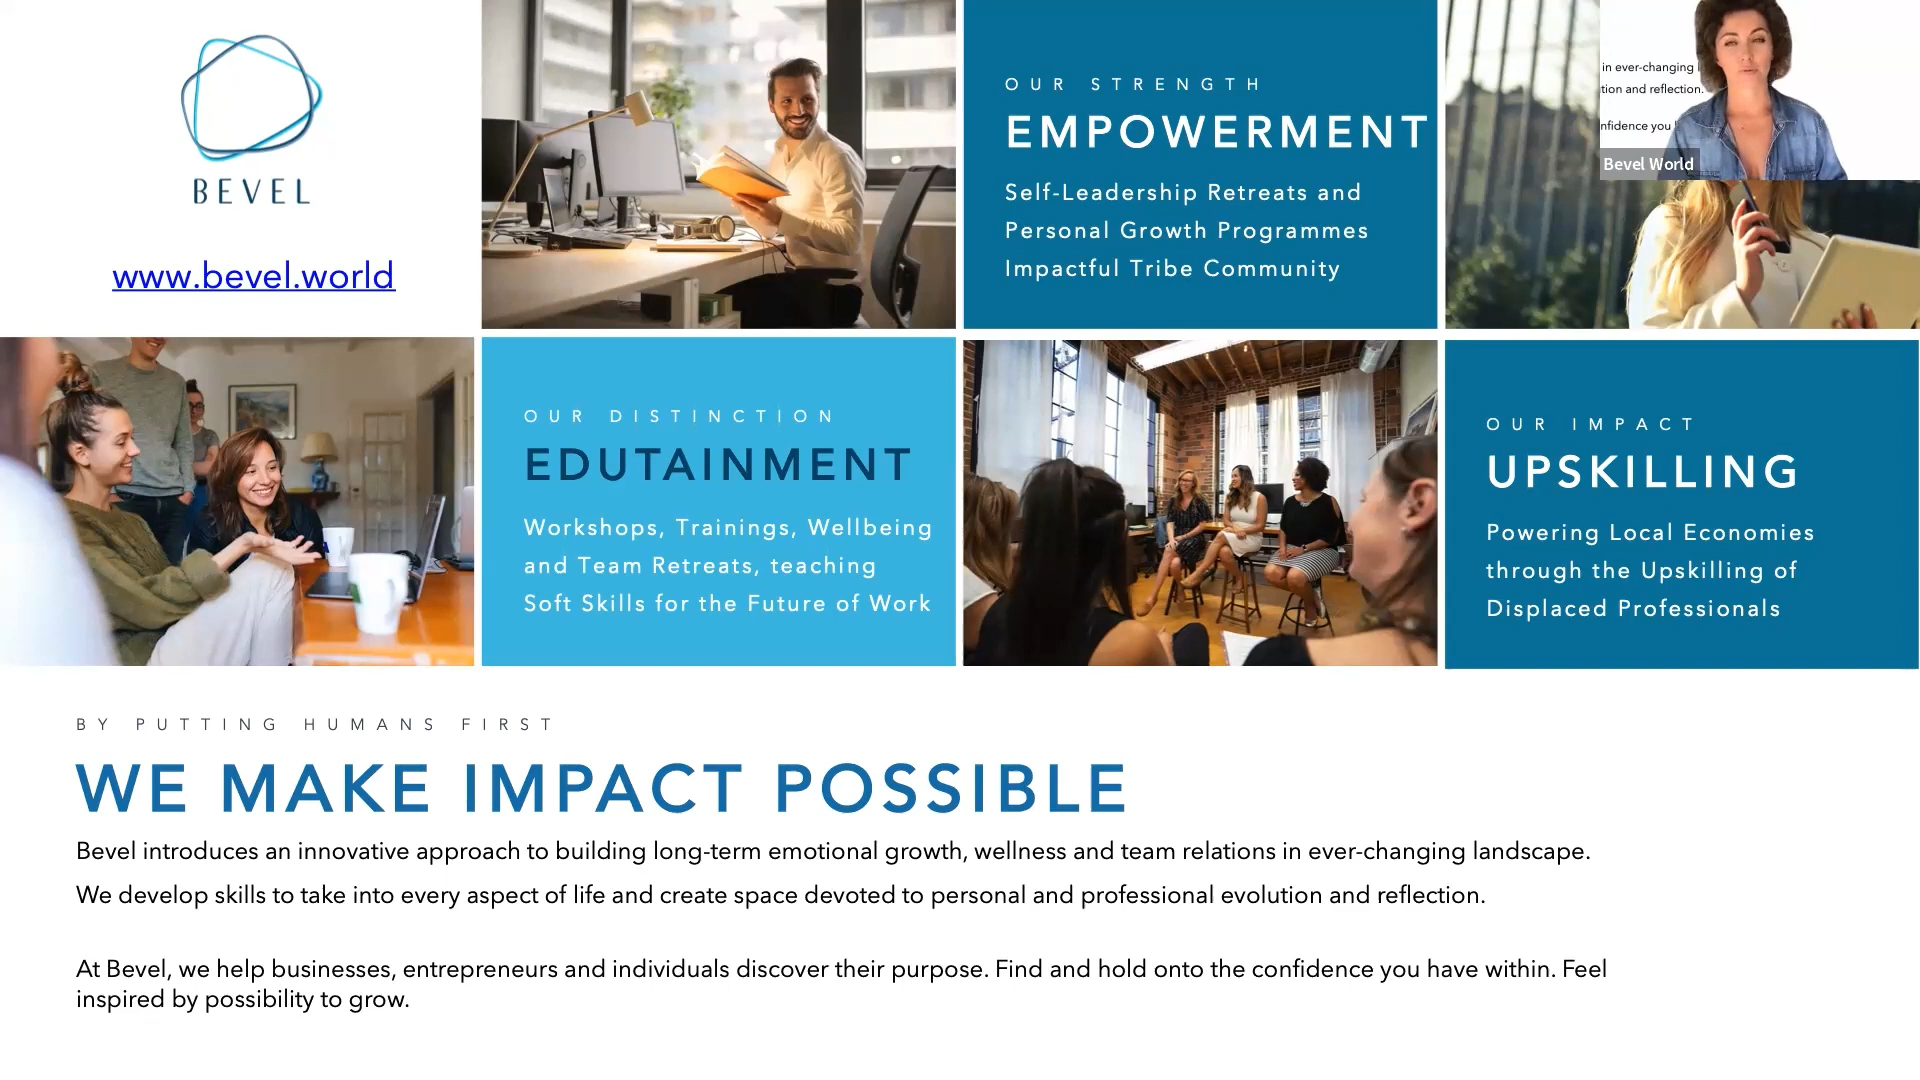 BEVEL
www.bevel.world
OUR STRENGTH
EMPOWERMENT
Self-Leadership Retreats and
Personal Growth Programmes
Impactful Tribe Community
in ever-changing
tion and reflection.
nfidence you
Bevel World
OUR DISTINCTION
EDUTAINMENT
Workshops, Trainings, Wellbeing
and Team Retreats, teaching
Soft Skills for the Future of Work
OUR IMPACT
UPSKILLING
Powering Local Economies
through the Upskilling of
Displaced Professionals
BY PUTTING HUMANS FIRST
WE MAKE IMPACT POSSIBLE
Bevel introduces an innovative approach to building long-term emotional growth, wellness and team relations in ever-changing landscape.
We develop skills to take into every aspect of life and create space devoted to personal and professional evolution and reflection.
At Bevel, we help businesses, entrepreneurs and individuals discover their purpose. Find and hold onto the confidence you have within. Feel
inspired by possibility to grow.